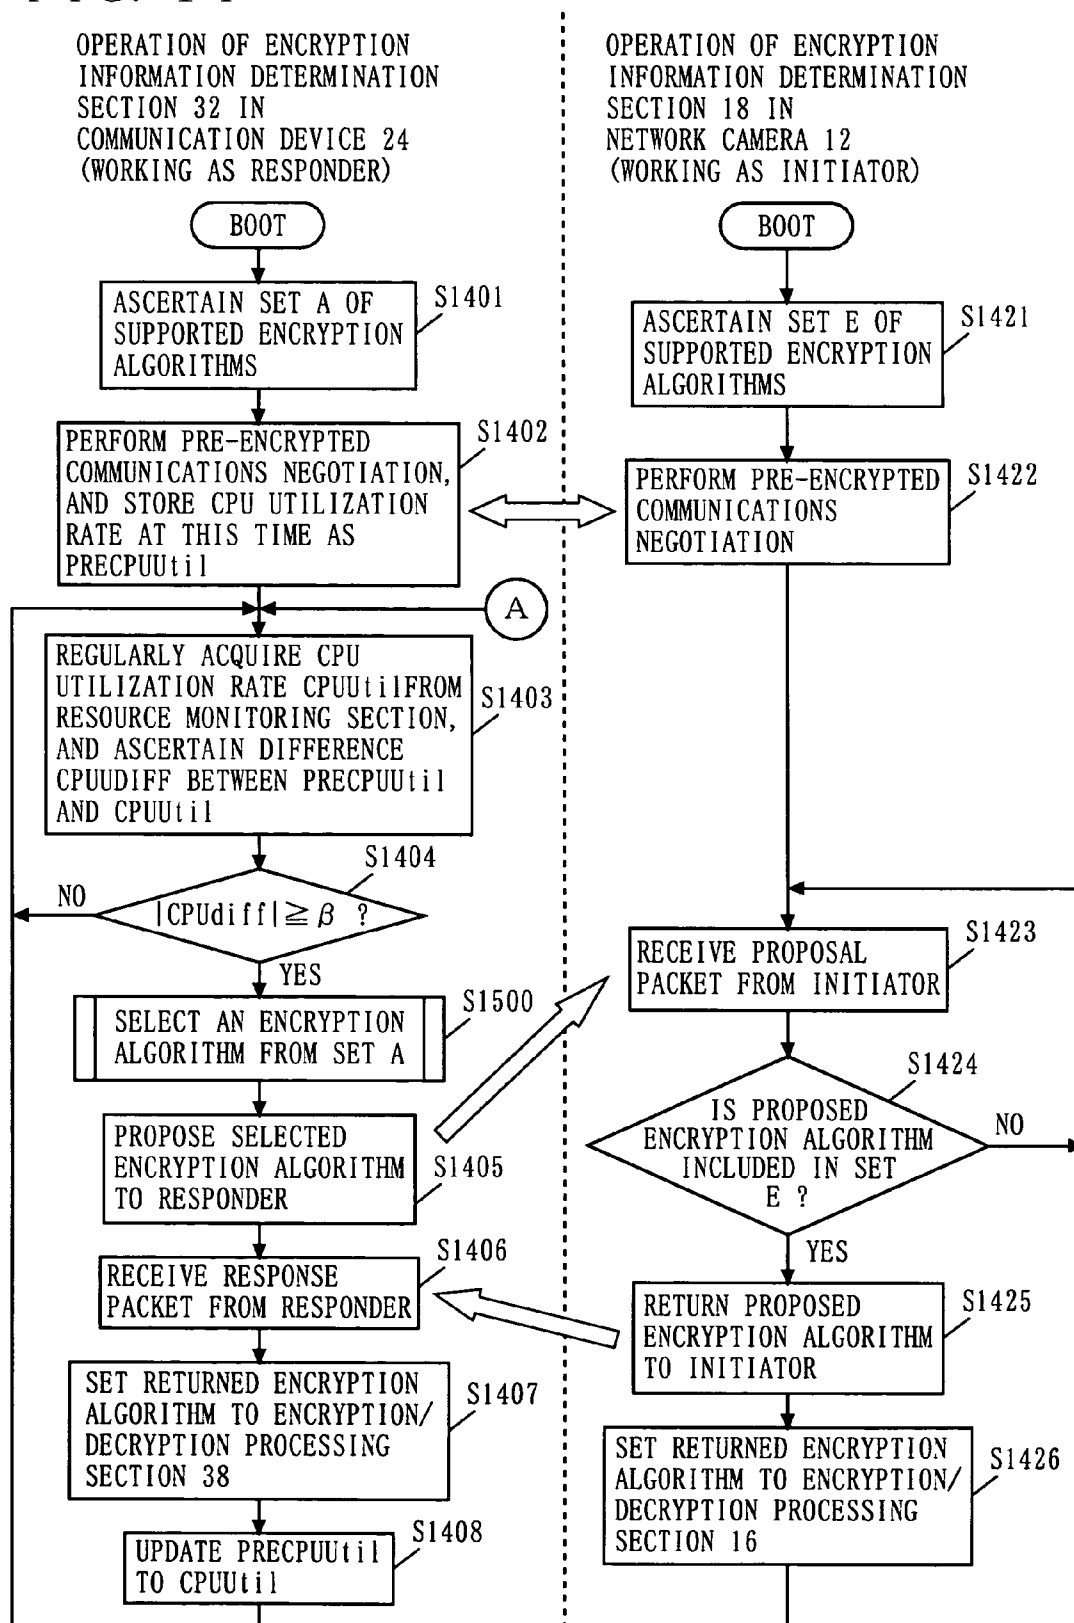 OPERATION OF ENCRYPTION
INFORMATION DETERMINATION
SECTION 32 IN
COMMUNICATION DEVICE 24
(WORKING AS RESPONDER)
BOOT
ASCERTAIN SET A OF
SUPPORTED ENCRYPTION
ALGORITHMS
S1401
PERFORM PRE-ENCRYPTED
COMMUNICATIONS NEGOTIATION,
AND STORE CPU UTILIZATION
RATE AT THIS TIME AS
PRECPUUtil
S1402
A
REGULARLY ACQUIRE CPU
UTILIZATION RATE CPUUtilFROM
RESOURCE MONITORING SECTION,
AND ASCERTAIN DIFFERENCE
CPUUDIFF BETWEEN PRECPUUtil
AND CPUUtil
S1403
S1404
NO
|CPUdiff|≧β ?
YES
SELECT AN ENCRYPTION
ALGORITHM FROM SET A
S1500
PROPOSE SELECTED
ENCRYPTION ALGORITHM
TO RESPONDER
S1405
RECEIVE RESPONSE
PACKET FROM RESPONDER
S1406
SET RETURNED ENCRYPTION
ALGORITHM TO ENCRYPTION/
DECRYPTION PROCESSING
SECTION 38
S1407
UPDATE PRECPUUtil
TO CPUUtil
S1408
OPERATION OF ENCRYPTION
INFORMATION DETERMINATION
SECTION 18 IN
NETWORK CAMERA 12
(WORKING AS INITIATOR)
BOOT
ASCERTAIN SET E OF
SUPPORTED ENCRYPTION
ALGORITHMS
S1421
PERFORM PRE-ENCRYPTED
COMMUNICATIONS
NEGOTIATION
S1422
RECEIVE PROPOSAL
PACKET FROM INITIATOR
S1423
S1424
IS PROPOSED
ENCRYPTION ALGORITHM
INCLUDED IN SET
E ?
NO
YES
RETURN PROPOSED
ENCRYPTION ALGORITHM
TO INITIATOR
S1425
SET RETURNED ENCRYPTION
ALGORITHM TO ENCRYPTION/
DECRYPTION PROCESSING
SECTION 16
S1426